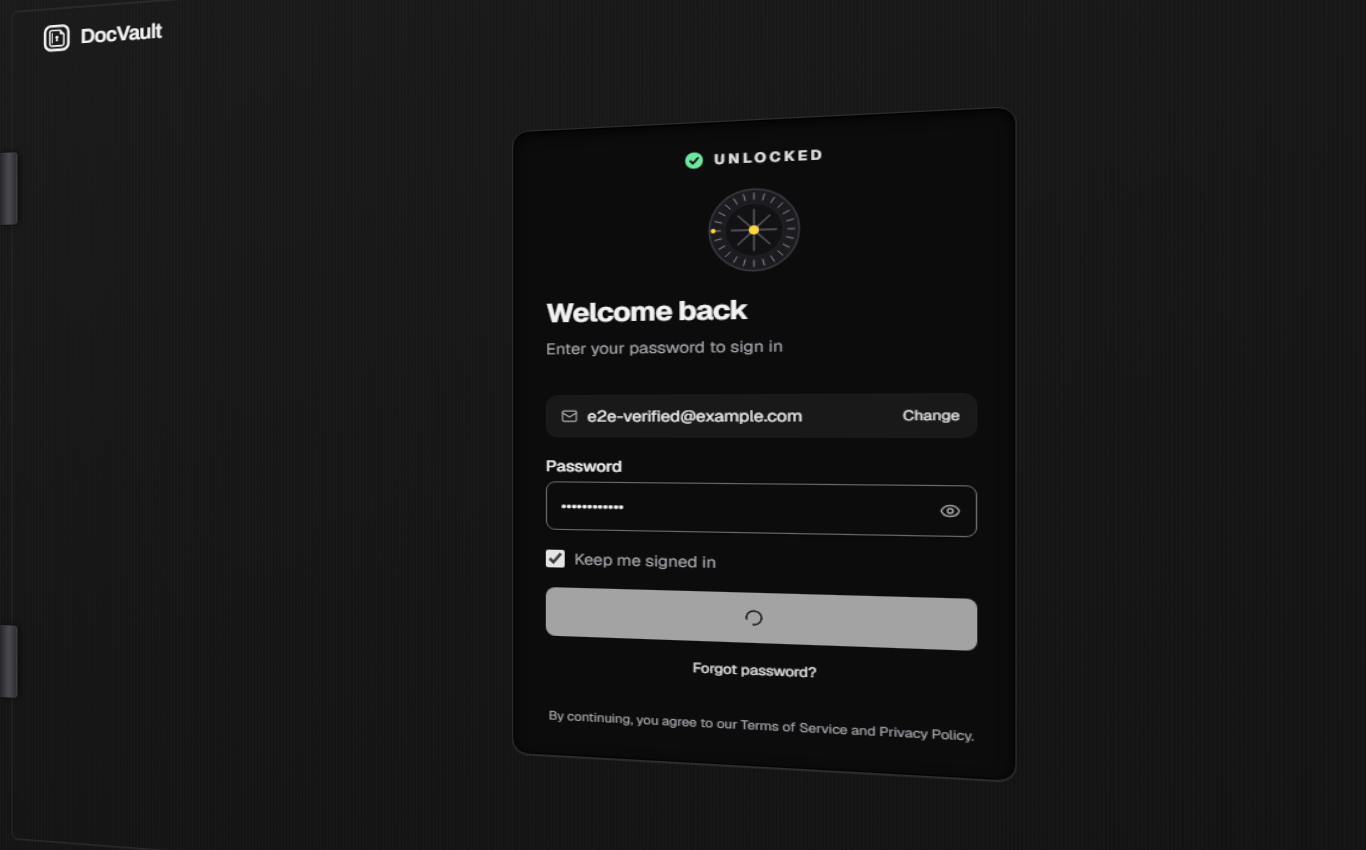 DocVault
UNLOCKED
Welcome back
Enter your password to sign in
e2e-verified@example.com
Change
Password
••••••••••••
Keep me signed in
Forgot password?
By continuing, you agree to our Terms of Service and Privacy Policy.